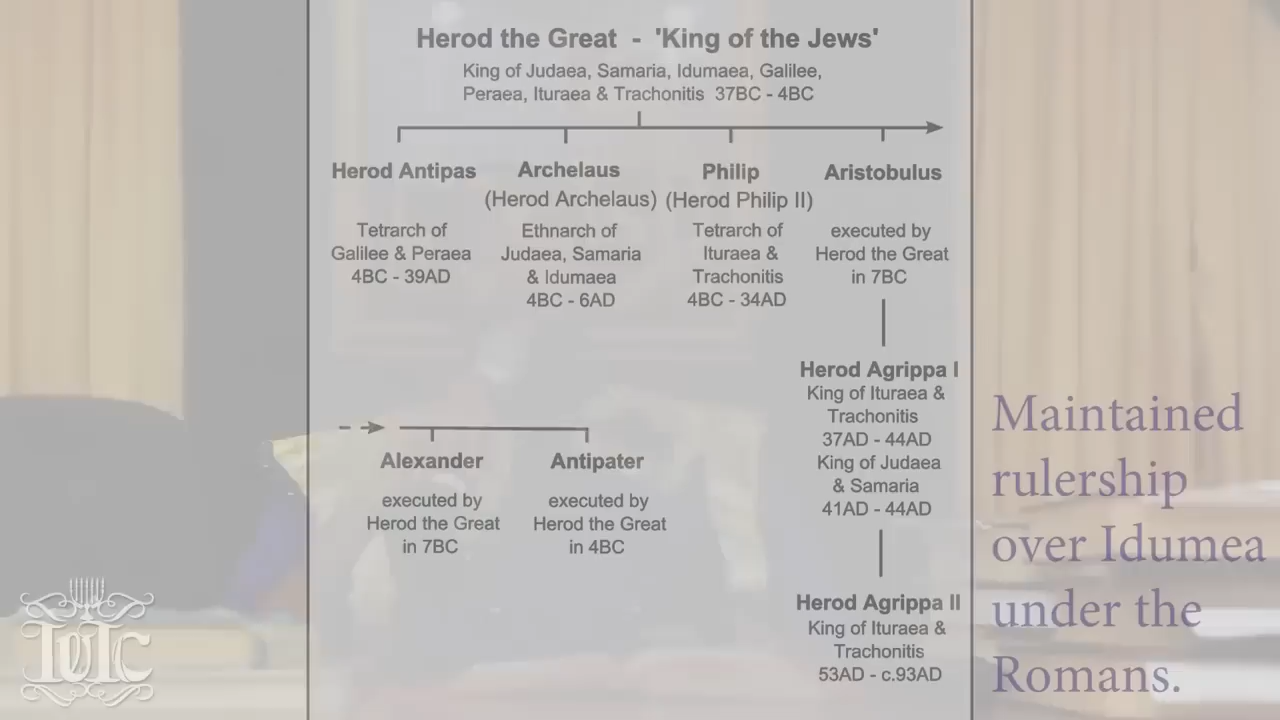 Herod the Great - 'King of the Jews'
King of Judaea, Samaria, Idumaea, Galilee,
Peraea, Ituraea & Trachonitis 37BC - 4BC
Herod Antipas
Tetrarch of
Galilee & Peraea
4BC - 39AD
Archelaus
(Herod Archelaus)
Ethnarch of
Judaea, Samaria
& Idumaea
4BC - 6AD
Philip
(Herod Philip II)
Tetrarch of
Ituraea &
Trachonitis
4BC - 34AD
Aristobulus
executed by
Herod the Great
in 7BC
Herod Agrippa I
King of Ituraea &
Trachonitis
37AD - 44AD
King of Judaea
& Samaria
41AD - 44AD
Herod Agrippa II
King of Ituraea &
Trachonitis
53AD - c.93AD
Alexander
executed by
Herod the Great
in 7BC
Antipater
executed by
Herod the Great
in 4BC
Maintained
rulership
over Idumea
under the
Romans.
IUIC